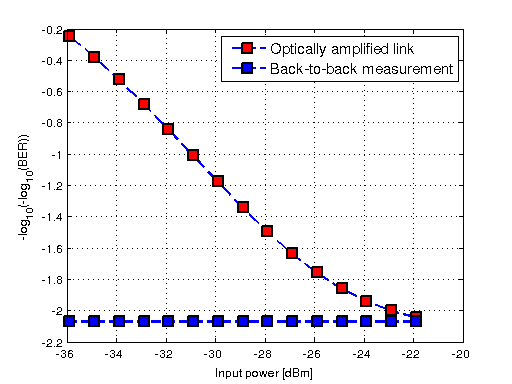 -0.2
-0.4
-0.6
-0.8
-1
-1.2
-1.4
-1.6
-1.8
-2
-2.2
-log10(-log10(BER))
Optically amplified link
Back-to-back measurement
-36 -34 -32 -30 -28 -26 -24 -22 -20
Input power [dBm]